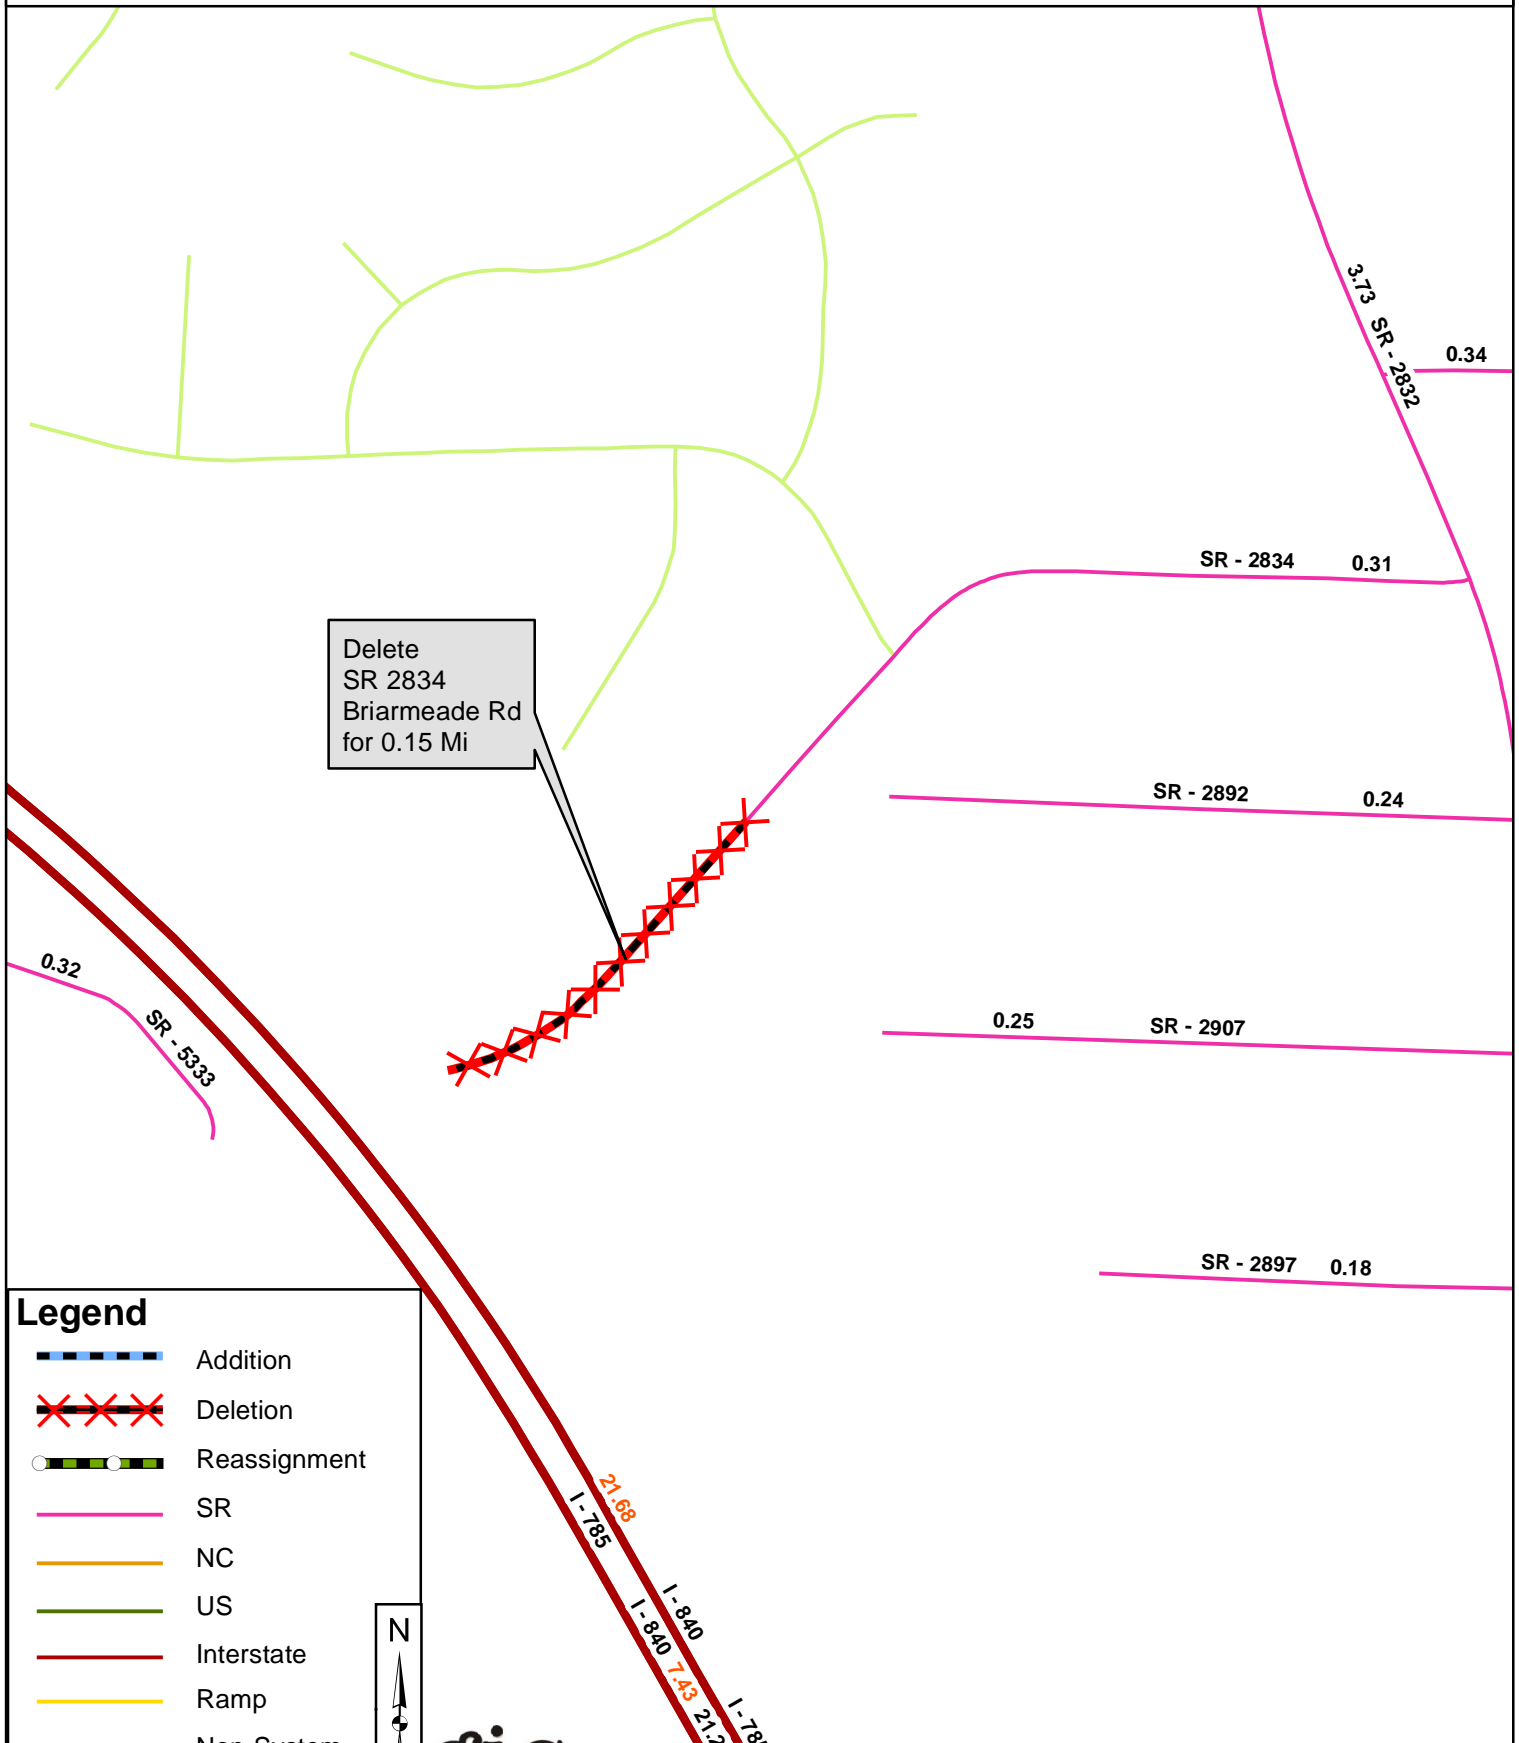 3.73 SR - 2832
0.34
SR - 2834 0.31
Delete
SR 2834
Briarmeade Rd
for 0.15 Mi
SR - 2892 0.24
0.32
SR - 5333
0.25 SR - 2907
SR - 2897 0.18
Legend
Addition
Deletion
Reassignment
SR
NC
US
Interstate
Ramp
N
21.68
I - 785
I - 840
I - 840
7.43